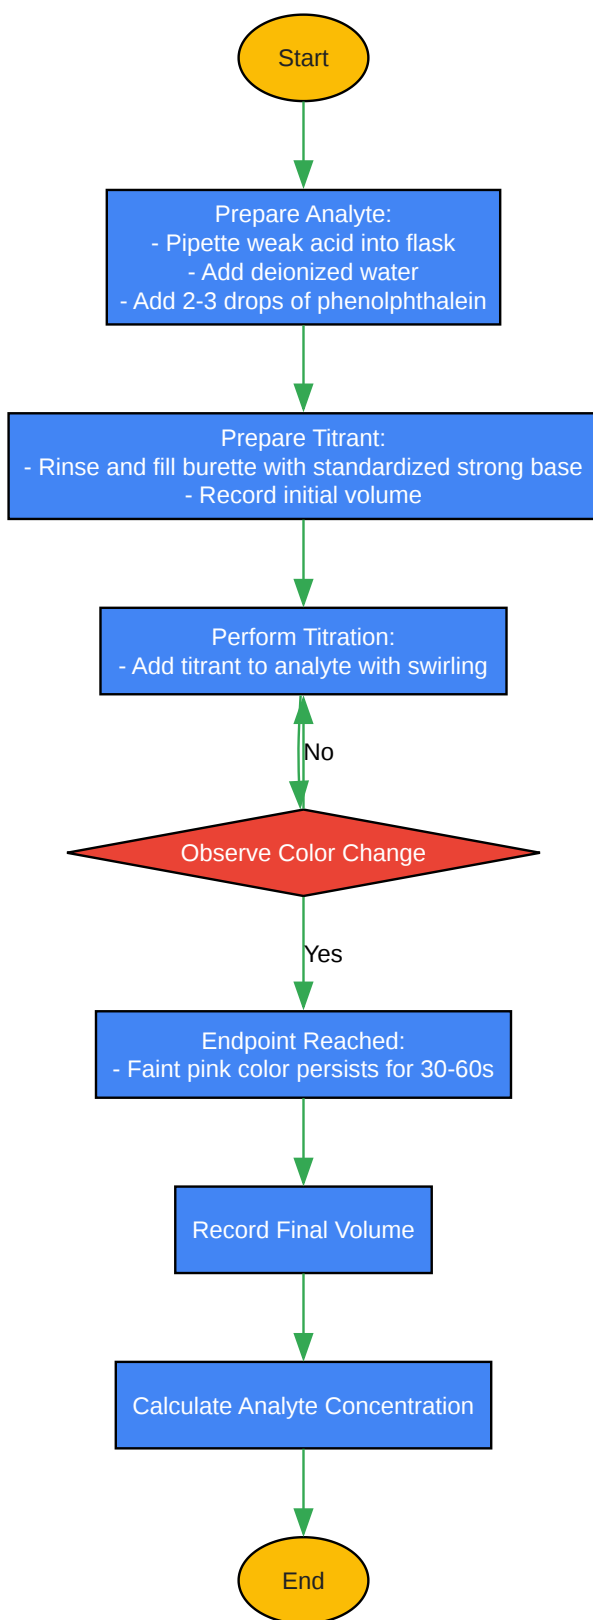 Start
Prepare Analyte:
- Pipette weak acid into flask
- Add deionized water
- Add 2-3 drops of phenolphthalein
Prepare Titrant:
- Rinse and fill burette with standardized strong base
- Record initial volume
Perform Titration:
- Add titrant to analyte with swirling
No
Observe Color Change
Yes
Endpoint Reached:
- Faint pink color persists for 30-60s
Record Final Volume
Calculate Analyte Concentration
End